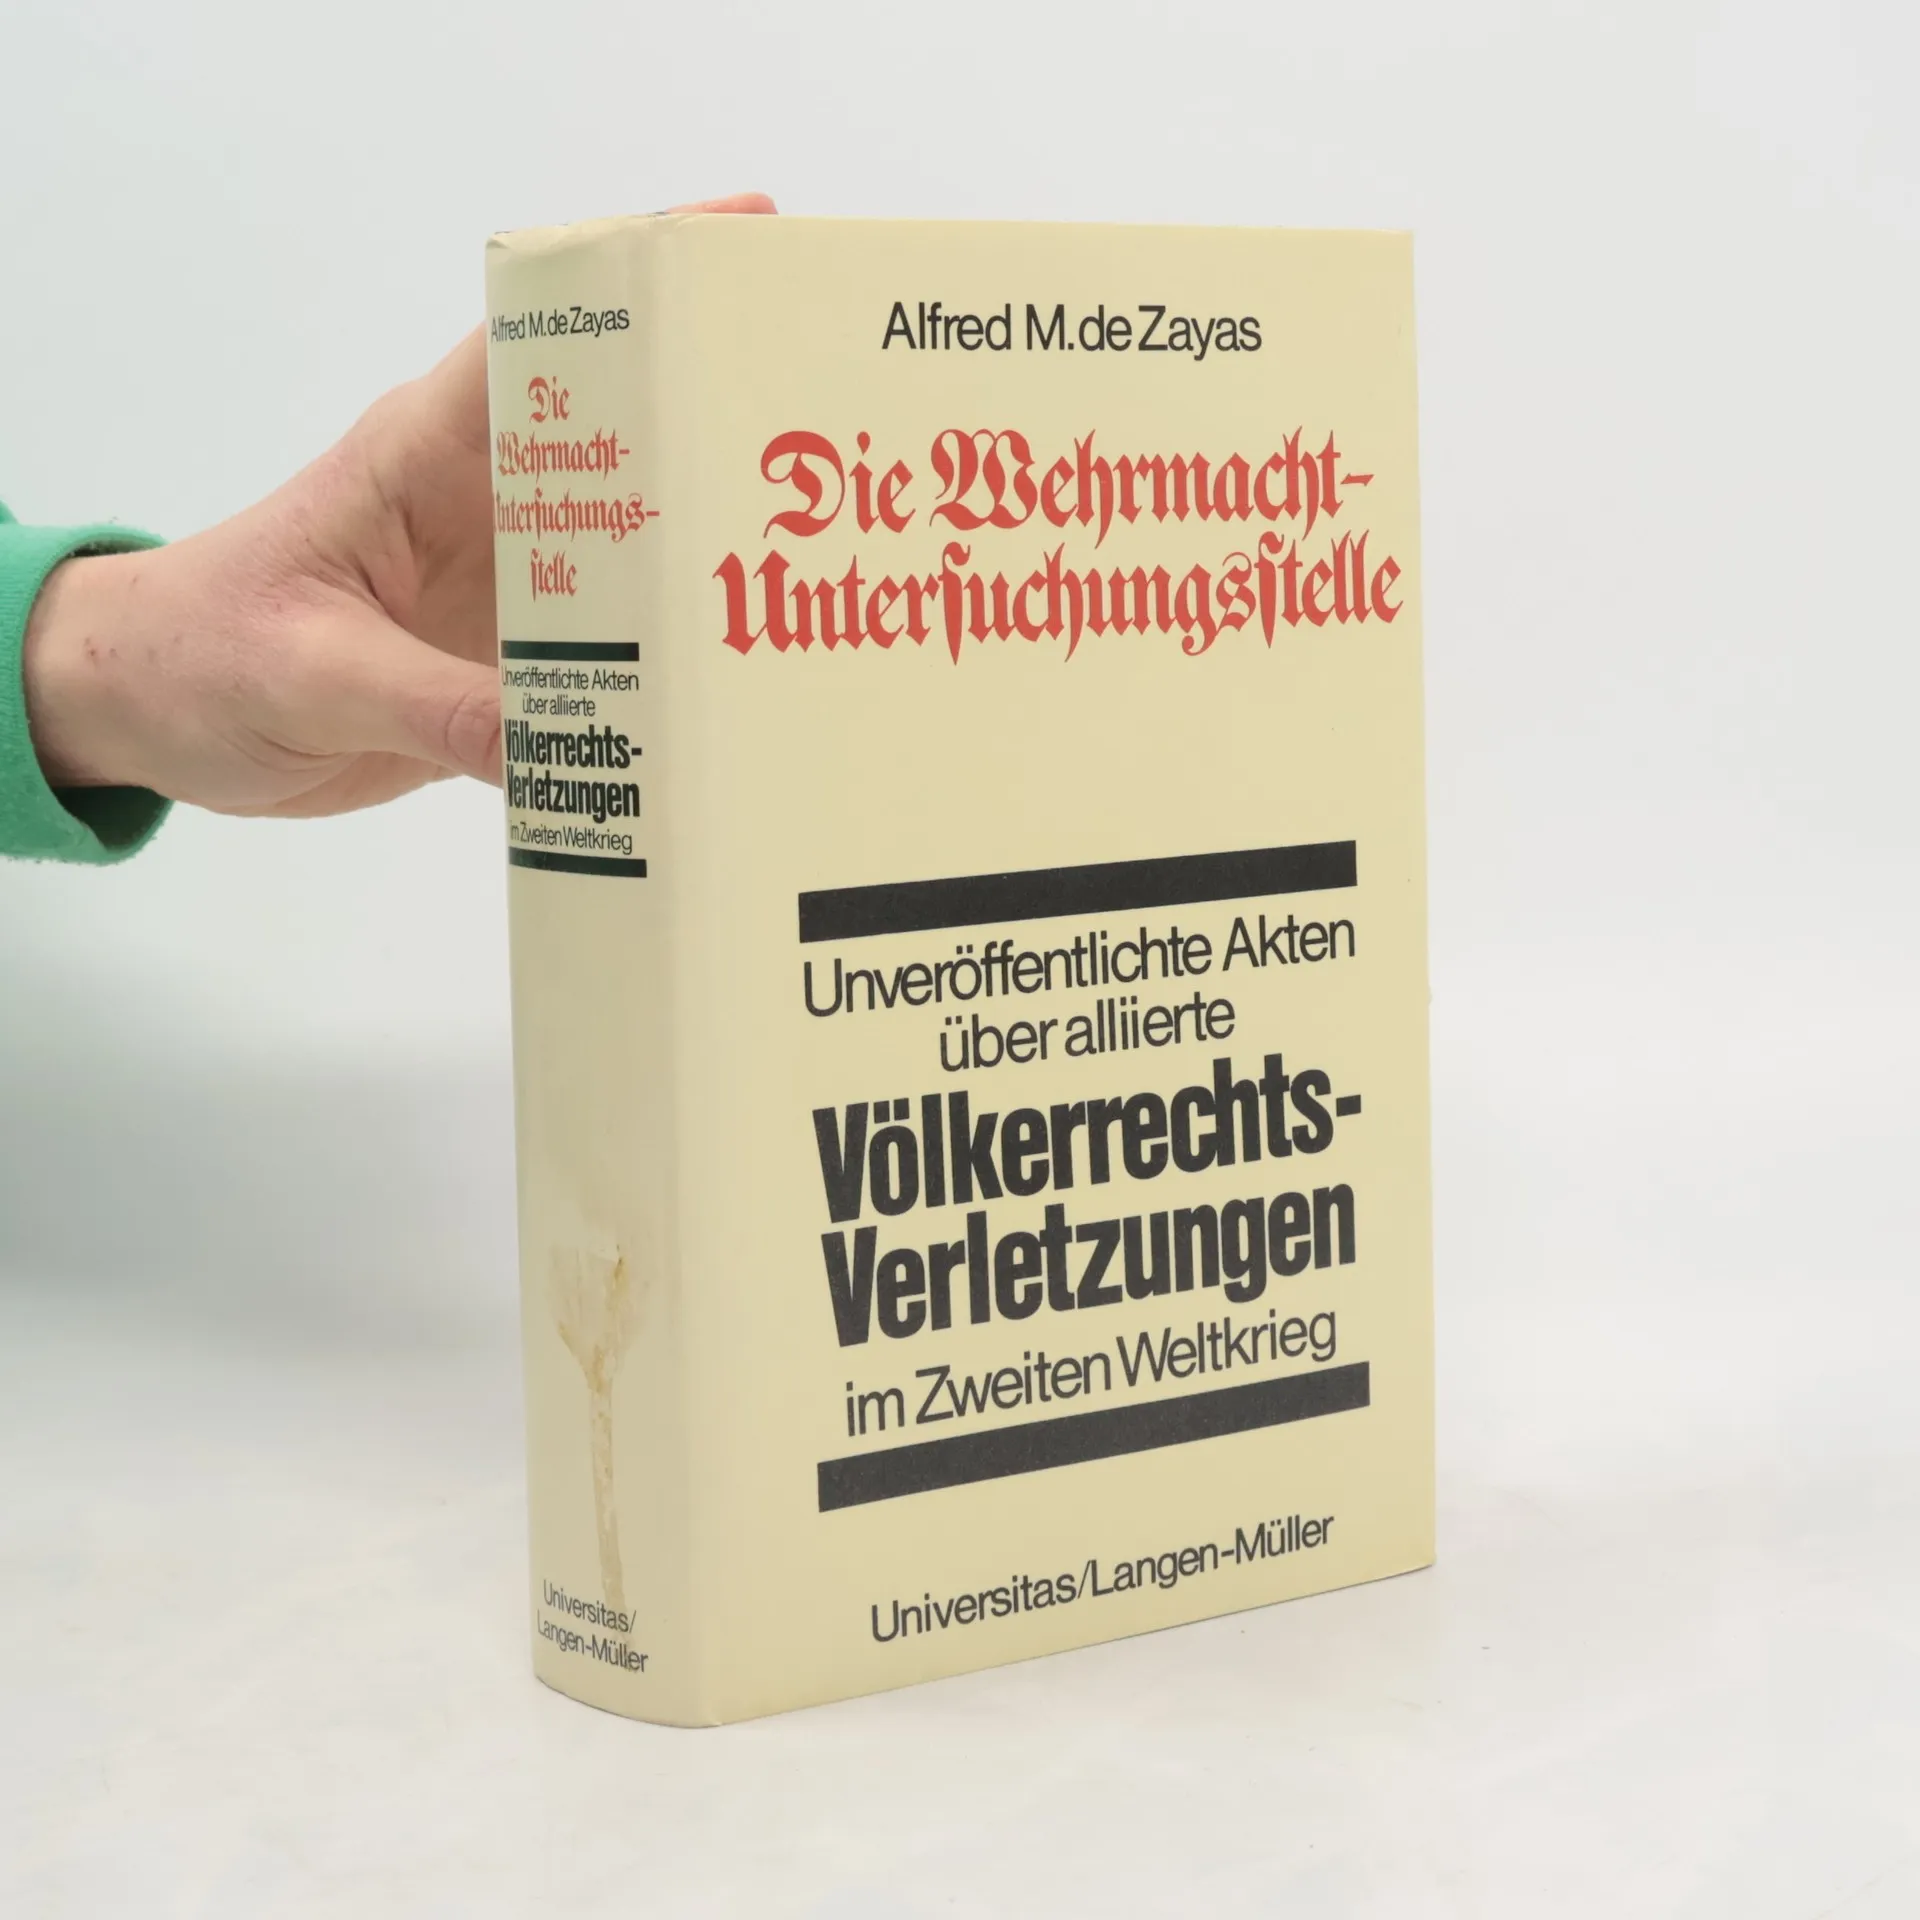 Alfred M. de Zayas
Die
Wehrmacht-
Untersuchungs-
stelle
Unveröffentlichte Akten
über alliierte
Völkerrechts-
Verletzungen
im Zweiten Weltkrieg
Universitas/
Langen-Müller
Alfred M. de Zayas
Die Wehrmacht-
Unterſuchungsſtelle
Unveröffentlichte Akten
über alliierte
Völkerrechts-
Verletzungen
im Zweiten Weltkrieg
Universitas/Langen-Müller